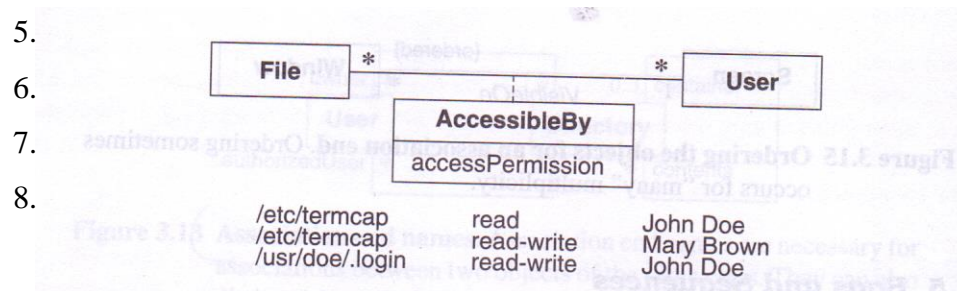 5.
File * * User
6.
AccessibleBy
7.
accessPermission
8.
/etc/termcap read John Doe
/etc/termcap read-write Mary Brown
/usr/doe/.login read-write John Doe